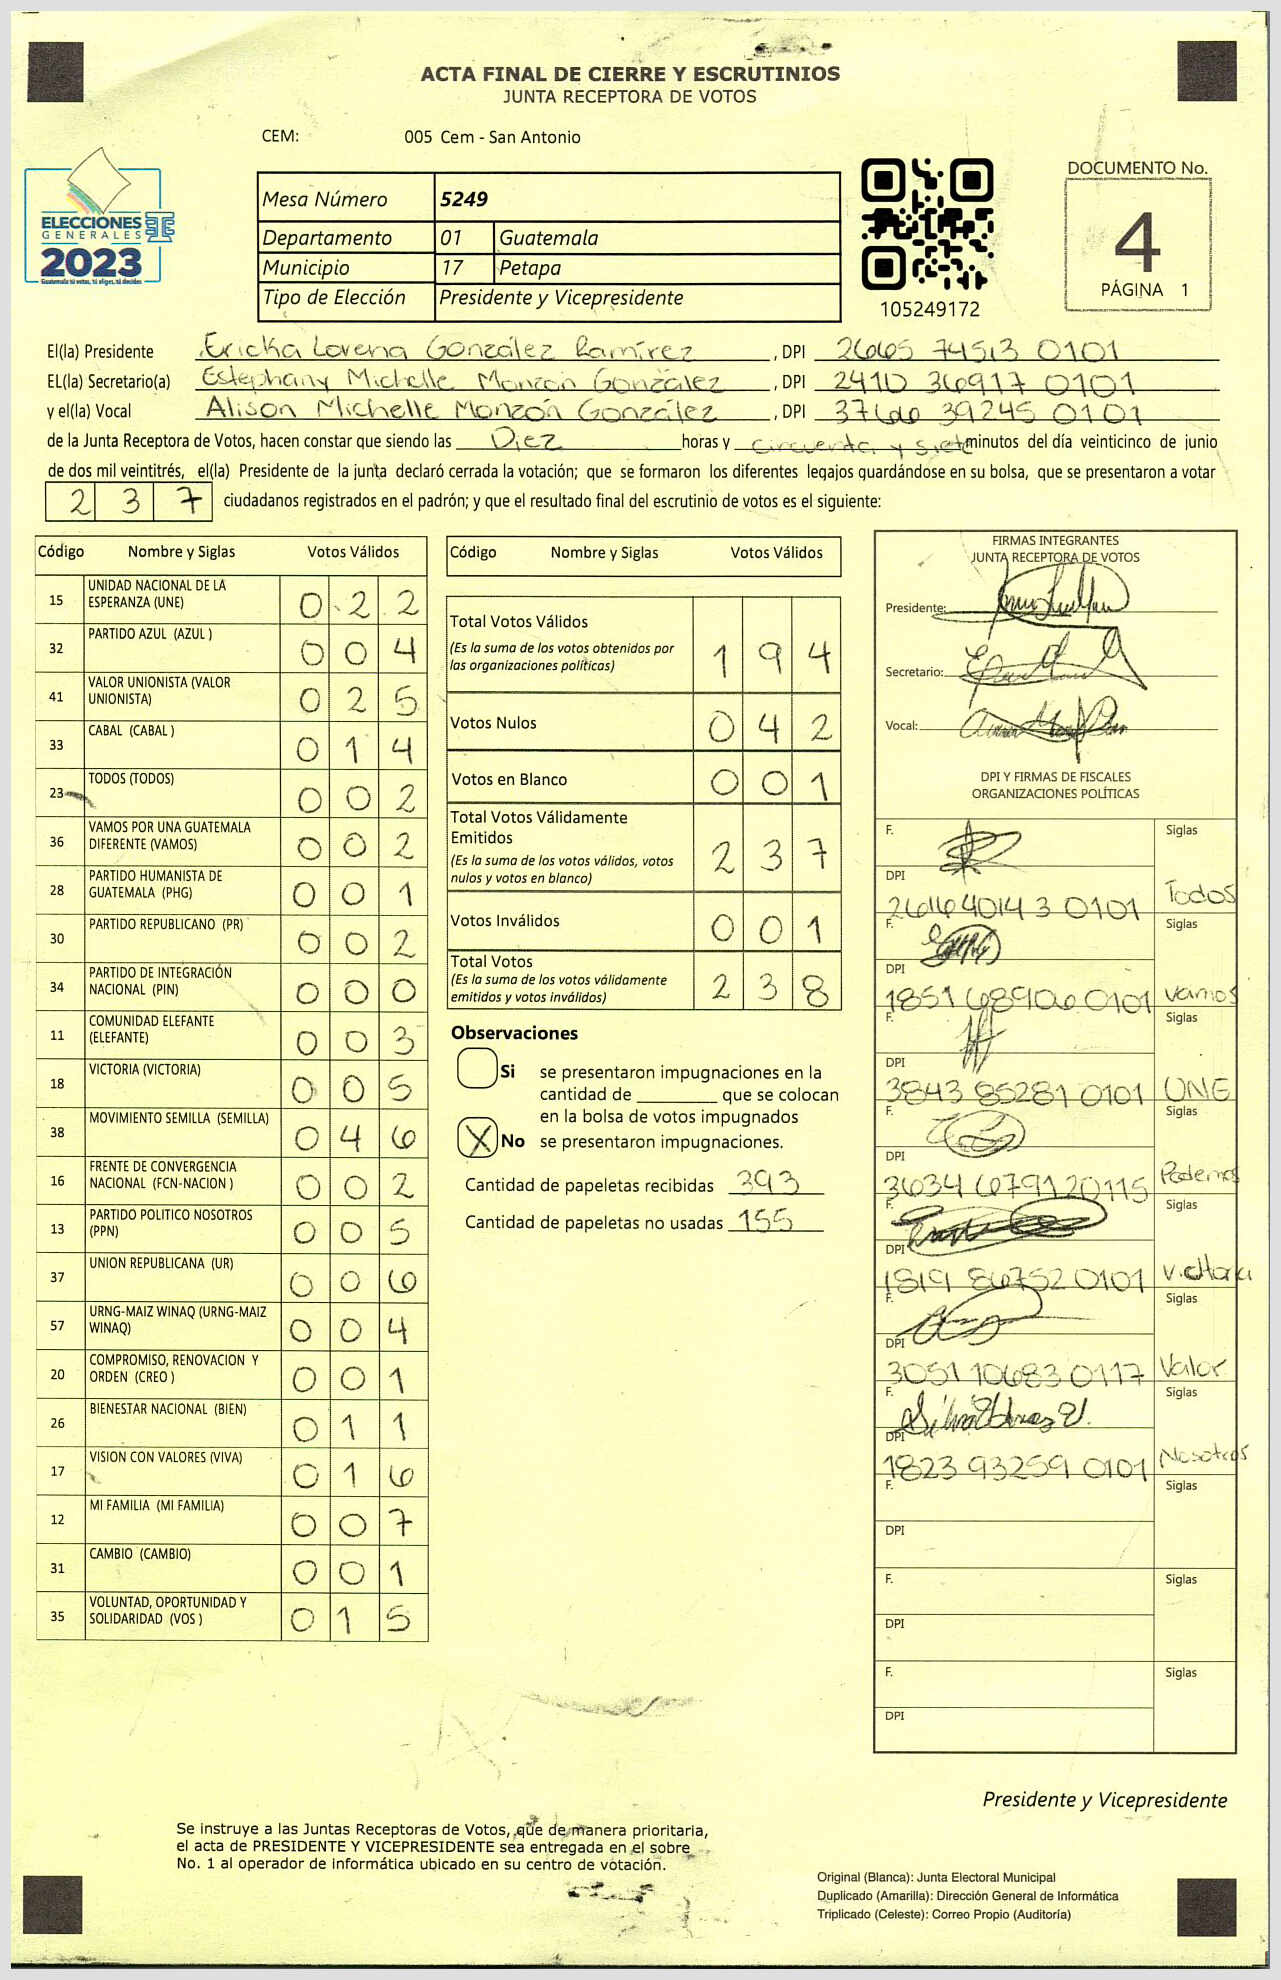 ACTA FINAL DE CIERRE Y ESCRUTINIOS
JUNTA RECEPTORA DE VOTOS
CEM: 005 Cem - San Antonio
ELECCIONES
GENERALES
2023
Guatemala tú votas, tú eliges, tú decides
Mesa Número 5249
Departamento 01 Guatemala
Municipio 17 Petapa
Tipo de Elección Presidente y Vicepresidente
105249172
DOCUMENTO No.
4
PÁGINA 1
El(la) Presidente Ericka Lorena González Ramírez, DPI 2665 74513 0101
EL(la) Secretario(a) Estephany Michelle Monzón González, DPI 2410 36917 0101
y el(la) Vocal Alison Michelle Monzón González, DPI 3766 39245 0101
de la Junta Receptora de Votos, hacen constar que siendo las Diez horas y cincuenta y siete minutos del día veinticinco de junio
de dos mil veintitrés, el(la) Presidente de la junta declaró cerrada la votación; que se formaron los diferentes legajos guardándose en su bolsa, que se presentaron a votar
2 3 7 ciudadanos registrados en el padrón; y que el resultado final del escrutinio de votos es el siguiente:
Código Nombre y Siglas Votos Válidos
15 UNIDAD NACIONAL DE LA ESPERANZA (UNE) 0 2 2
32 PARTIDO AZUL (AZUL ) 0 0 4
41 VALOR UNIONISTA (VALOR UNIONISTA) 0 2 5
33 CABAL (CABAL ) 0 1 4
23 TODOS (TODOS) 0 0 2
36 VAMOS POR UNA GUATEMALA DIFERENTE (VAMOS) 0 0 2
28 PARTIDO HUMANISTA DE GUATEMALA (PHG) 0 0 1
30 PARTIDO REPUBLICANO (PR) 0 0 2
34 PARTIDO DE INTEGRACIÓN NACIONAL (PIN) 0 0 0
11 COMUNIDAD ELEFANTE (ELEFANTE) 0 0 3
18 VICTORIA (VICTORIA) 0 0 5
38 MOVIMIENTO SEMILLA (SEMILLA) 0 4 6
16 FRENTE DE CONVERGENCIA NACIONAL (FCN-NACION ) 0 0 2
13 PARTIDO POLITICO NOSOTROS (PPN) 0 0 5
37 UNION REPUBLICANA (UR) 0 0 6
57 URNG-MAIZ WINAQ (URNG-MAIZ WINAQ) 0 0 4
20 COMPROMISO, RENOVACION Y ORDEN (CREO ) 0 0 1
26 BIENESTAR NACIONAL (BIEN) 0 1 1
17 VISION CON VALORES (VIVA) 0 1 6
12 MI FAMILIA (MI FAMILIA) 0 0 7
31 CAMBIO (CAMBIO) 0 0 1
35 VOLUNTAD, OPORTUNIDAD Y SOLIDARIDAD (VOS ) 0 1 5
Código Nombre y Siglas Votos Válidos
Total Votos Válidos 1 9 4
(Es la suma de los votos obtenidos por
las organizaciones políticas)
Votos Nulos 0 4 2
Votos en Blanco 0 0 1
Total Votos Válidamente
Emitidos 2 3 7
(Es la suma de los votos válidos, votos
nulos y votos en blanco)
Votos Inválidos 0 0 1
Total Votos 2 3 8
(Es la suma de los votos válidamente
emitidos y votos inválidos)
Observaciones
Si se presentaron impugnaciones en la
cantidad de ________ que se colocan
en la bolsa de votos impugnados
X No se presentaron impugnaciones.
Cantidad de papeletas recibidas 393
Cantidad de papeletas no usadas 155
FIRMAS INTEGRANTES
JUNTA RECEPTORA DE VOTOS
Presidente:
Secretario:
Vocal:
DPI Y FIRMAS DE FISCALES
ORGANIZACIONES POLÍTICAS
F. Siglas
DPI 2616 40143 0101 Todos
F. Siglas
DPI 1851 68906 0101 Vamos
F. Siglas
DPI 3843 85281 0101 UNE
F. Siglas
DPI 3634 67912 0115 Podemos
F. Siglas
DPI 1819 86752 0101 Victoria
F. Siglas
DPI 3051 10683 0117 Valor
F. Siglas
DPI 1823 93259 0101 Nosotros
F. Siglas
DPI
F. Siglas
DPI
F. Siglas
DPI
Presidente y Vicepresidente
Se instruye a las Juntas Receptoras de Votos, que de manera prioritaria,
el acta de PRESIDENTE Y VICEPRESIDENTE sea entregada en el sobre
No. 1 al operador de informática ubicado en su centro de votación.
Original (Blanca): Junta Electoral Municipal
Duplicado (Amarilla): Dirección General de Informática
Triplicado (Celeste): Correo Propio (Auditoría)